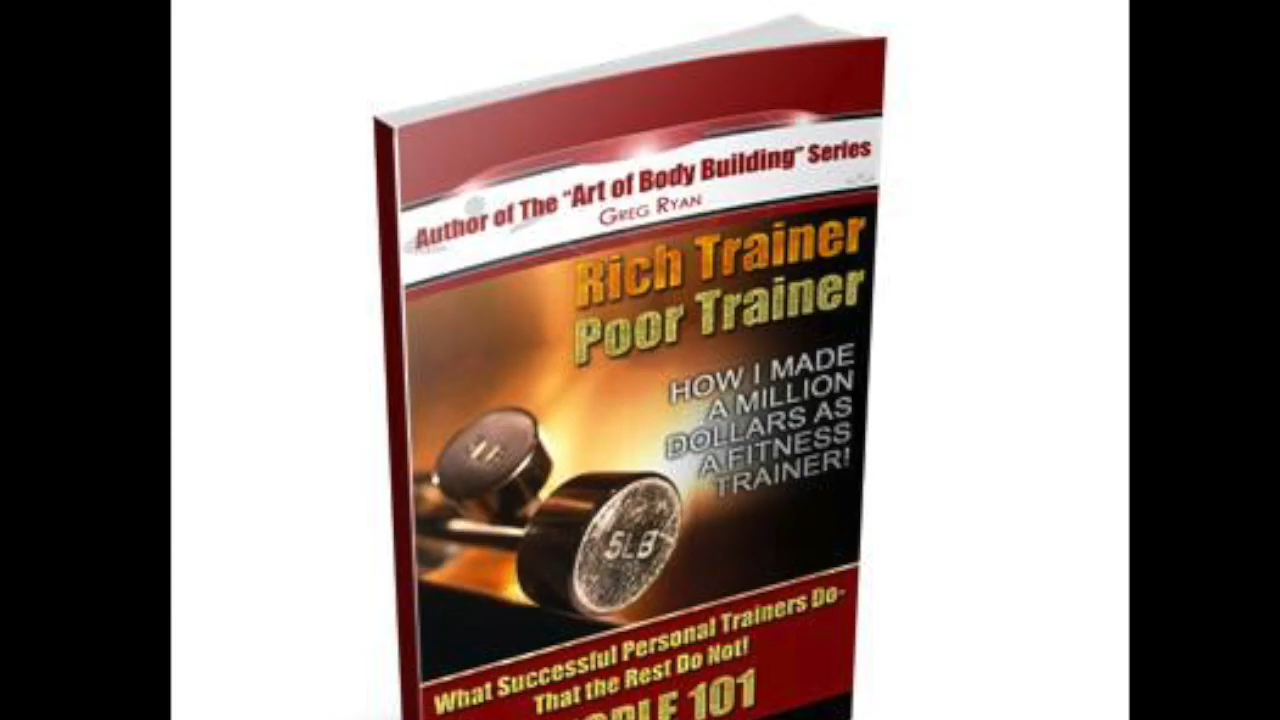 Author of The "Art of Body Building" Series
GREG RYAN
Rich Trainer
Poor Trainer
HOW I MADE
A MILLION
DOLLARS AS
A FITNESS
TRAINER!
5LB
What Successful Personal Trainers Do-
That the Rest Do Not!
101